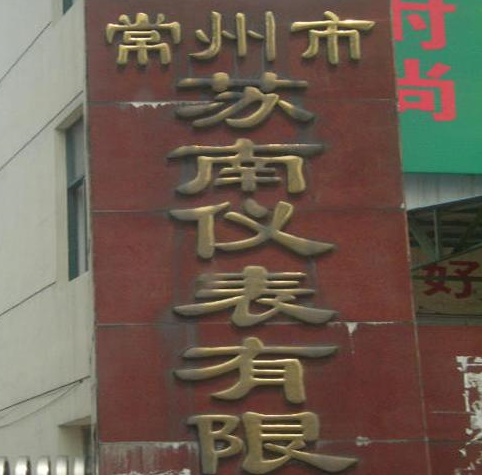 常州市
苏南仪表有限
时尚
好